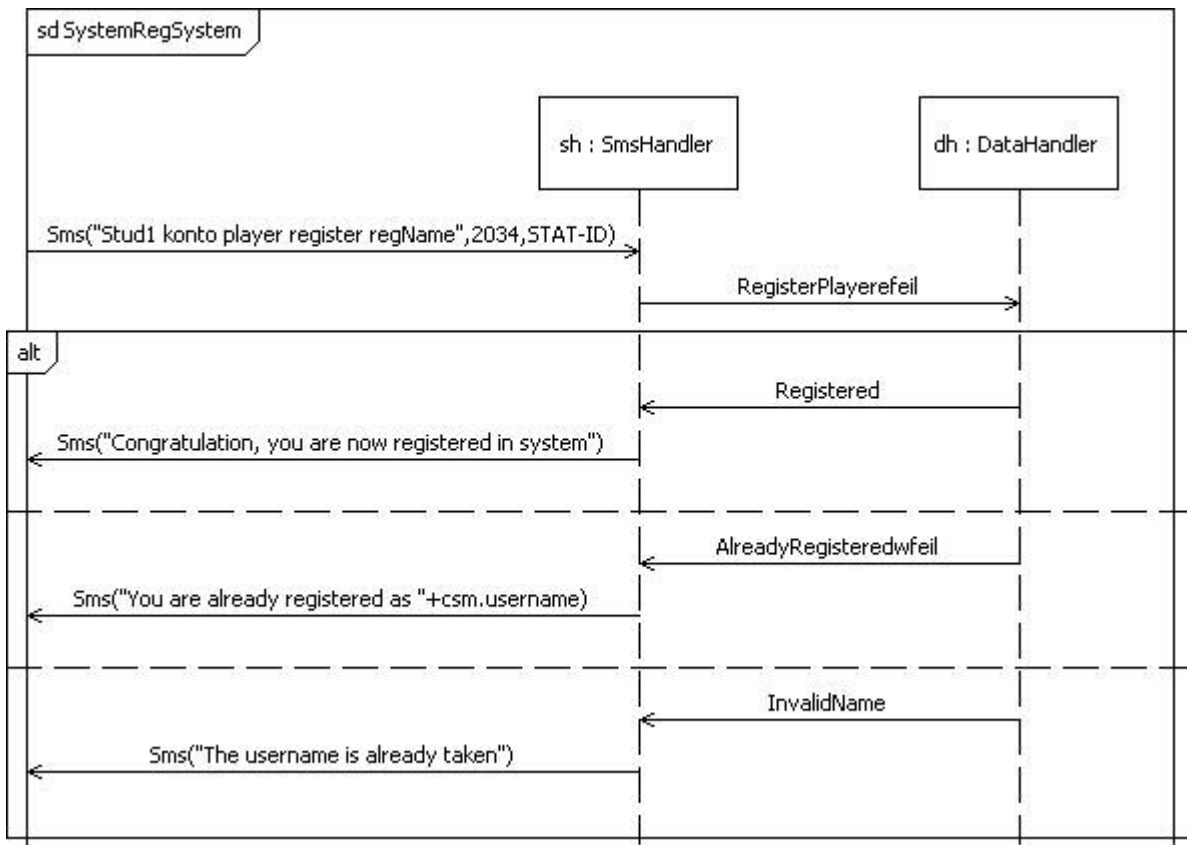 sd SystemRegSystem
sh : SmsHandler
dh : DataHandler
Sms("Stud1 konto player register regName",2034,STAT-ID)
RegisterPlayerefeil
alt
Registered
Sms("Congratulation, you are now registered in system")
AlreadyRegisteredwfeil
Sms("You are already registered as "+csm.username)
InvalidName
Sms("The username is already taken")